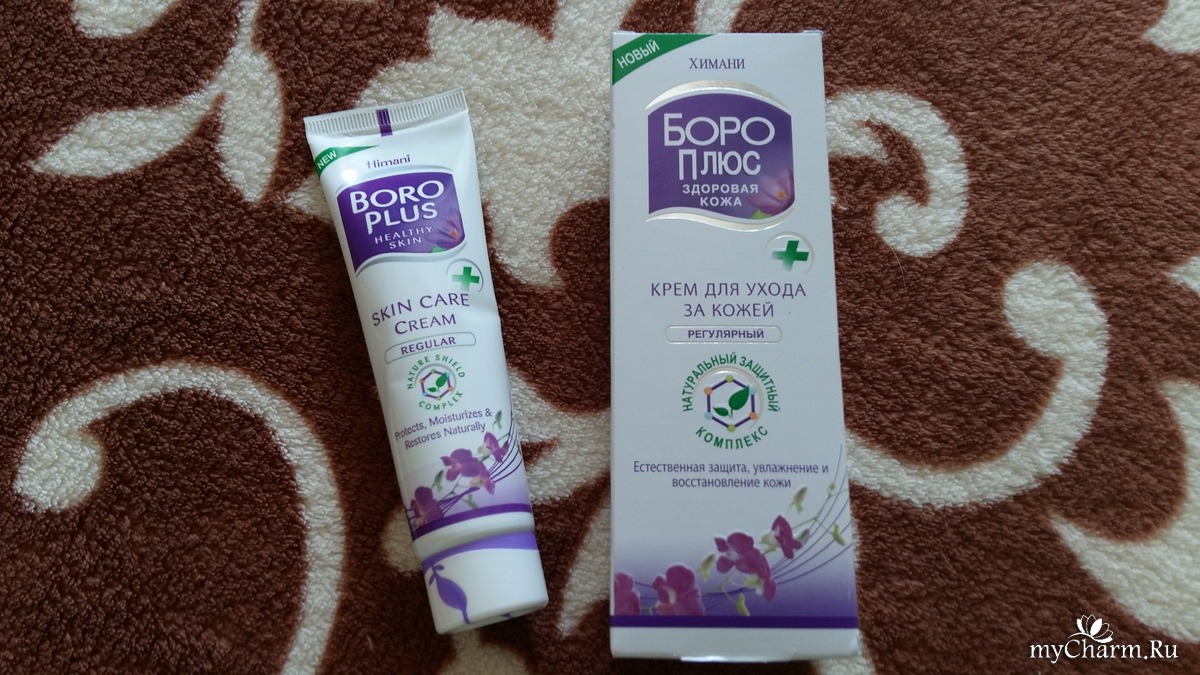 NEW
Himani
BORO
PLUS
HEALTHY
SKIN
SKIN CARE
CREAM
REGULAR
NATURE SHIELD
COMPLEX
Protects, Moisturizes &
Restores Naturally
НОВЫЙ
ХИМАНИ
БОРО
ПЛЮС
ЗДОРОВАЯ
КОЖА
КРЕМ ДЛЯ УХОДА
ЗА КОЖЕЙ
РЕГУЛЯРНЫЙ
НАТУРАЛЬНЫЙ ЗАЩИТНЫЙ
КОМПЛЕКС
Естественная защита, увлажнение и
восстановление кожи
myCharm.Ru